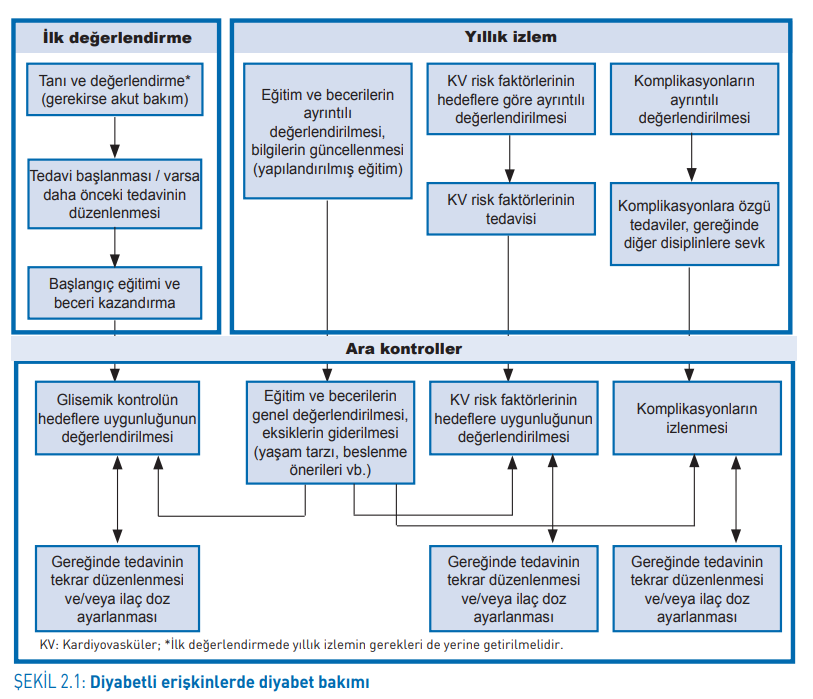 İlk değerlendirme
Tanı ve değerlendirme*
(gerekirse akut bakım)
Tedavi başlanması / varsa
daha önceki tedavinin
düzenlenmesi
Başlangıç eğitimi ve
beceri kazandırma
Yıllık izlem
Eğitim ve becerilerin
ayrıntılı
değerlendirilmesi,
bilgilerin güncellenmesi
(yapılandırılmış eğitim)
KV risk faktörlerinin
hedeflere göre ayrıntılı
değerlendirilmesi
KV risk faktörlerinin
tedavisi
Komplikasyonların
ayrıntılı
değerlendirilmesi
Komplikasyonlara özgü
tedaviler, gereğinde
diğer disiplinlere sevk
Ara kontroller
Glisemik kontrolün
hedeflere uygunluğunun
değerlendirilmesi
Eğitim ve becerilerin
genel değerlendirilmesi,
eksiklerin giderilmesi
(yaşam tarzı, beslenme
önerileri vb.)
KV risk faktörlerinin
hedeflere uygunluğunun
değerlendirilmesi
Komplikasyonların
izlenmesi
Gereğinde tedavinin
tekrar düzenlenmesi
ve/veya ilaç doz
ayarlanması
Gereğinde tedavinin
tekrar düzenlenmesi
ve/veya ilaç doz
ayarlanması
Gereğinde tedavinin
tekrar düzenlenmesi
ve/veya ilaç doz
ayarlanması
KV: Kardiyovasküler; *İlk değerlendirmede yıllık izlemin gerekleri de yerine getirilmelidir.
ŞEKİL 2.1: Diyabetli erişkinlerde diyabet bakımı